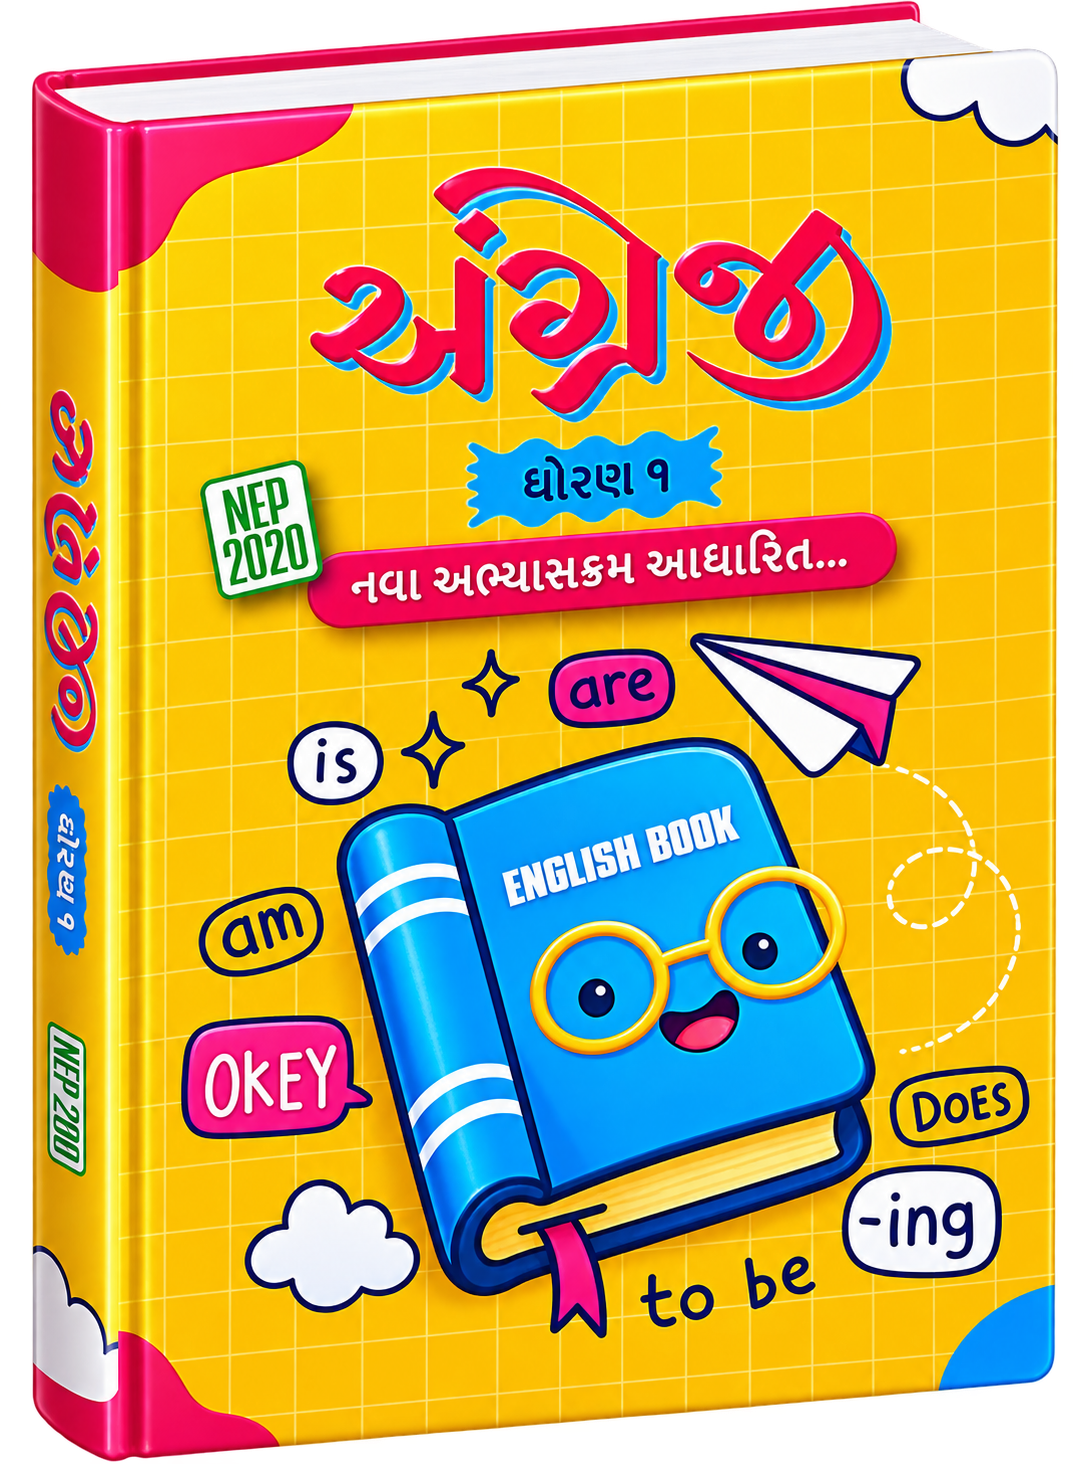 અંગ્રેજી
ધોરણ ૧
NEP
2020
નવા અભ્યાસક્રમ આધારિત...
are
is
ENGLISH BOOK
am
OKEY
DOES
-ing
to be
ધોરણ ૧
NEP 200